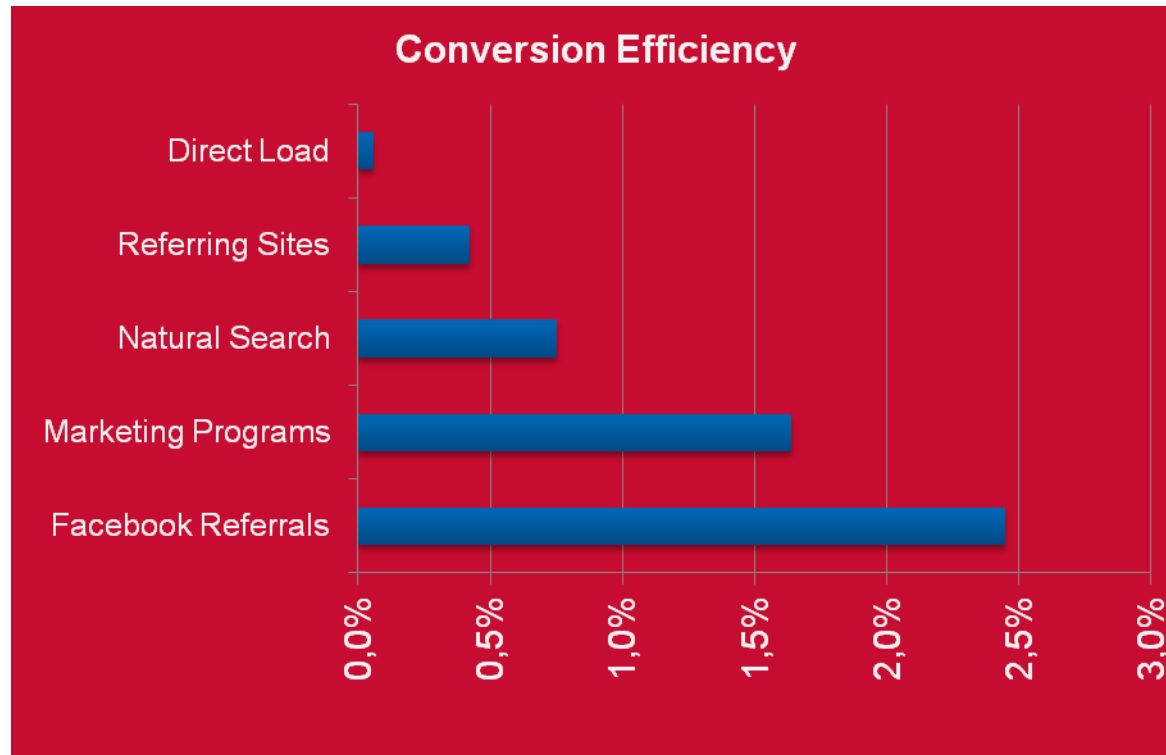 Conversion Efficiency
Direct Load
Referring Sites
Natural Search
Marketing Programs
Facebook Referrals
0,0%
0,5%
1,0%
1,5%
2,0%
2,5%
3,0%